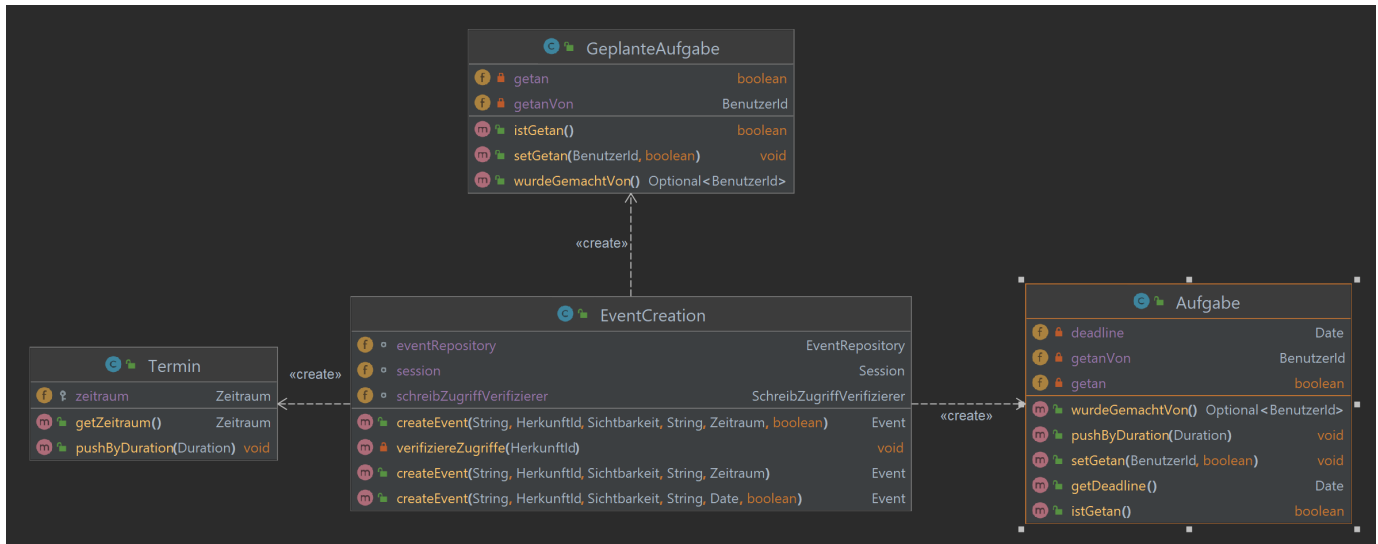 GeplanteAufgabe
f getan boolean
f getanVon BenutzerId
m istGetan() boolean
m setGetan(BenutzerId, boolean) void
m wurdeGemachtVon() Optional<BenutzerId>
«create»
C EventCreation
f eventRepository EventRepository
f session Session
f schreibZugriffVerifizierer SchreibZugriffVerifizierer
m createEvent(String, HerkunftId, Sichtbarkeit, String, Zeitraum, boolean) Event
m verifiziereZugriffe(HerkunftId) void
m createEvent(String, HerkunftId, Sichtbarkeit, String, Zeitraum) Event
m createEvent(String, HerkunftId, Sichtbarkeit, String, Date, boolean) Event
«create»
C Termin
f zeitraum Zeitraum
m getZeitraum() Zeitraum
m pushByDuration(Duration) void
«create»
C Aufgabe
f deadline Date
f getanVon BenutzerId
f getan boolean
m wurdeGemachtVon() Optional<BenutzerId>
m pushByDuration(Duration) void
m setGetan(BenutzerId, boolean) void
m getDeadline() Date
m istGetan() boolean